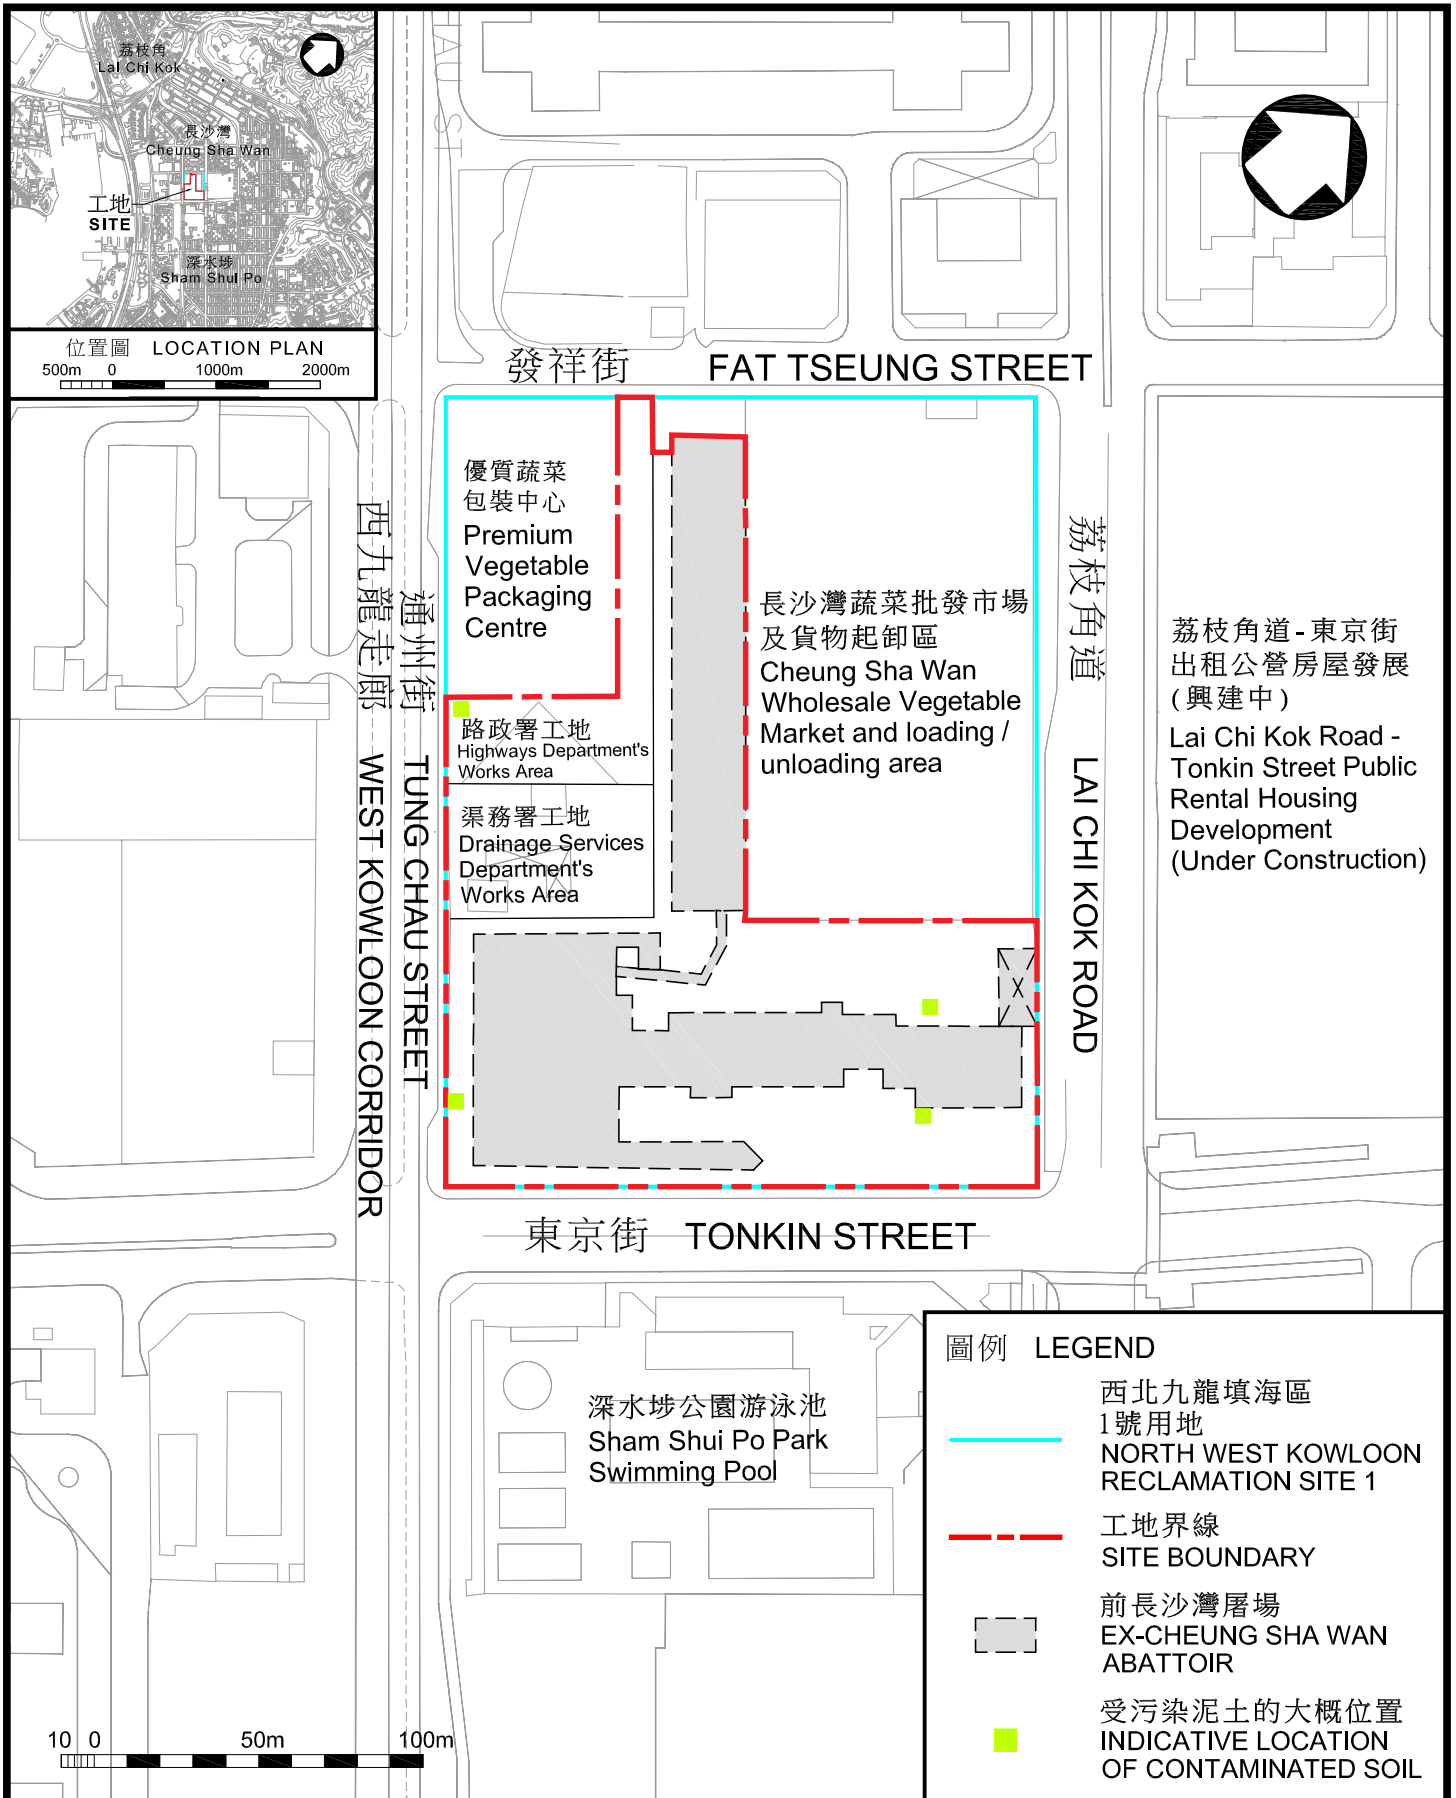 荔枝角
Lai Chi Kok
長沙灣
Cheung Sha Wan
工地
SITE
深水埗
Sham Shui Po
位置圖 LOCATION PLAN
500m 0 1000m 2000m
發祥街 FAT TSEUNG STREET
優質蔬菜
包裝中心
Premium
Vegetable
Packaging
Centre
西九龍走廊 WEST KOWLOON CORRIDOR
通州街 TUNG CHAU STREET
路政署工地
Highways Department's
Works Area
渠務署工地
Drainage Services
Department's
Works Area
長沙灣蔬菜批發市場
及貨物起卸區
Cheung Sha Wan
Wholesale Vegetable
Market and loading /
unloading area
荔枝角道 LAI CHI KOK ROAD
荔枝角道-東京街
出租公營房屋發展
(興建中)
Lai Chi Kok Road -
Tonkin Street Public
Rental Housing
Development
(Under Construction)
東京街 TONKIN STREET
深水埗公園游泳池
Sham Shui Po Park
Swimming Pool
10 0 50m 100m
圖例 LEGEND
西北九龍填海區
1號用地
NORTH WEST KOWLOON
RECLAMATION SITE 1
工地界線
SITE BOUNDARY
前長沙灣屠場
EX-CHEUNG SHA WAN
ABATTOIR
受污染泥土的大概位置
INDICATIVE LOCATION
OF CONTAMINATED SOIL